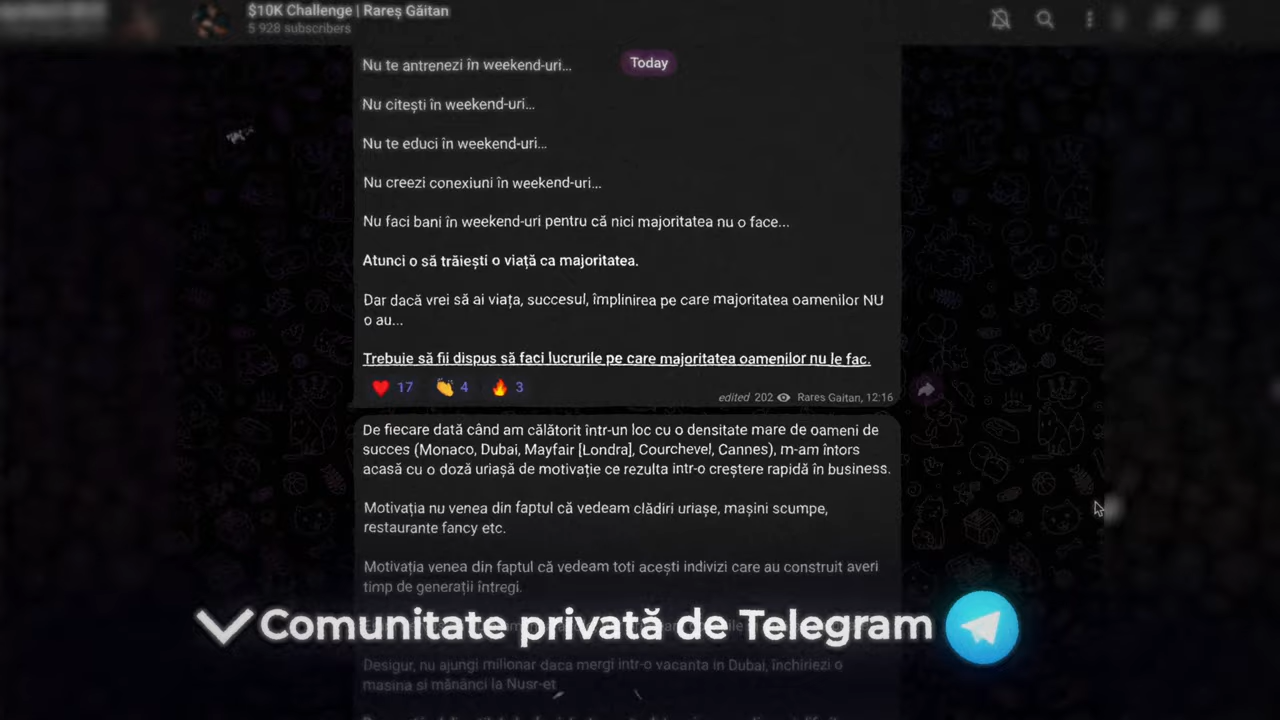 $10K Challenge | Rareș Găitan
5 928 subscribers
Today
Nu te antrenezi în weekend-uri...
Nu citești în weekend-uri...
Nu te educi în weekend-uri...
Nu creezi conexiuni în weekend-uri...
Nu faci bani în weekend-uri pentru că nici majoritatea nu o face...
Atunci o să trăiești o viață ca majoritatea.
Dar dacă vrei să ai viața, succesul, împlinirea pe care majoritatea oamenilor NU
o au...
Trebuie să fii dispus să faci lucrurile pe care majoritatea oamenilor nu le fac.
17 4 3
edited 202 Rares Gaitan, 12:16
De fiecare dată când am călătorit într-un loc cu o densitate mare de oameni de
succes (Monaco, Dubai, Mayfair [Londra], Courchevel, Cannes), m-am întors
acasă cu o doză uriașă de motivație ce rezulta intr-o creștere rapidă în business.
Motivația nu venea din faptul că vedeam clădiri uriașe, mașini scumpe,
restaurante fancy etc.
Motivația venea din faptul că vedeam toti acești indivizi care au construit averi
timp de generații întregi.
Comunitate privată de Telegram
Desigur, nu ajungi milionar daca mergi intr-o vacanta in Dubai, închiriezi o
masina si mănânci la Nusr-et